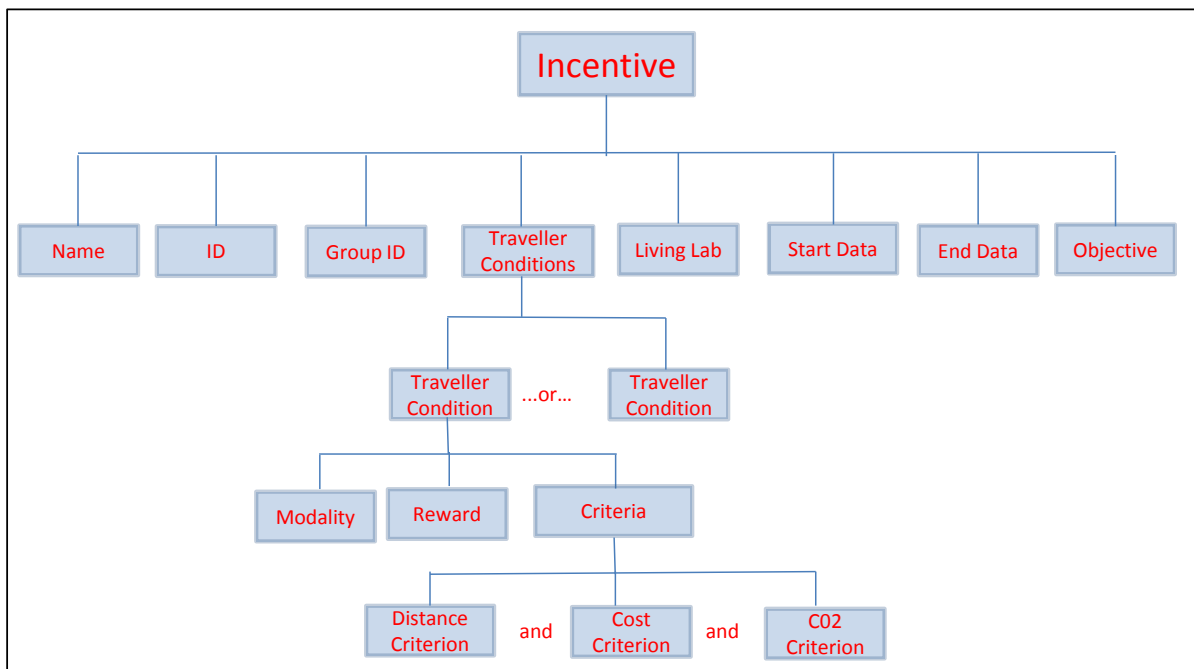 Incentive
Name
ID
Group ID
Traveller
Conditions
Living Lab
Start Data
End Data
Objective
Traveller
Condition
...or...
Traveller
Condition
Modality
Reward
Criteria
Distance
Criterion
and
Cost
Criterion
and
C02
Criterion